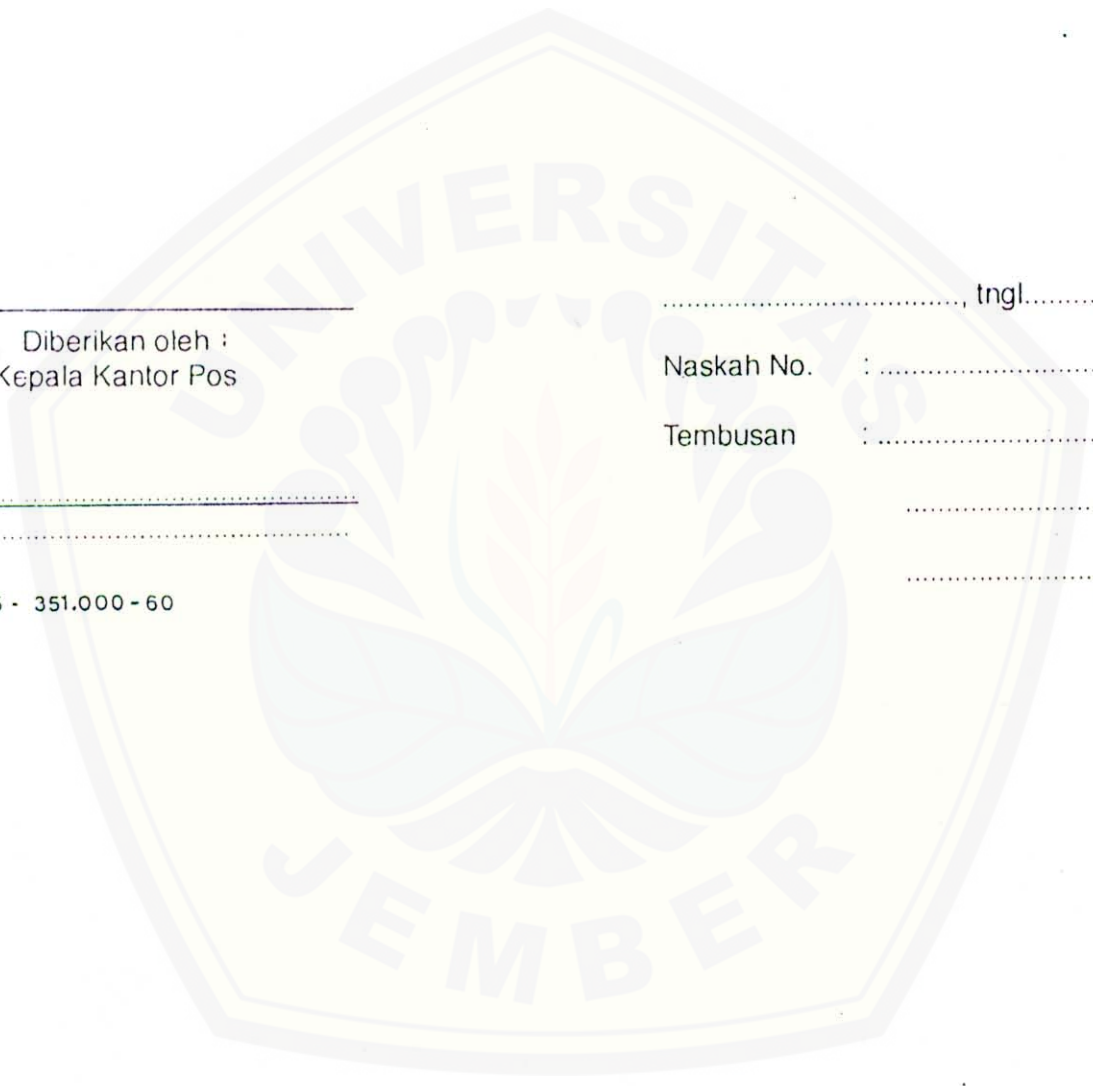 UNIVERSITAS
Diberikan oleh :
Kepala Kantor Pos
- 351.000-60
...................................., tngl..........
Naskah No. : ..............................
Tembusan : ..............................
JEMBER